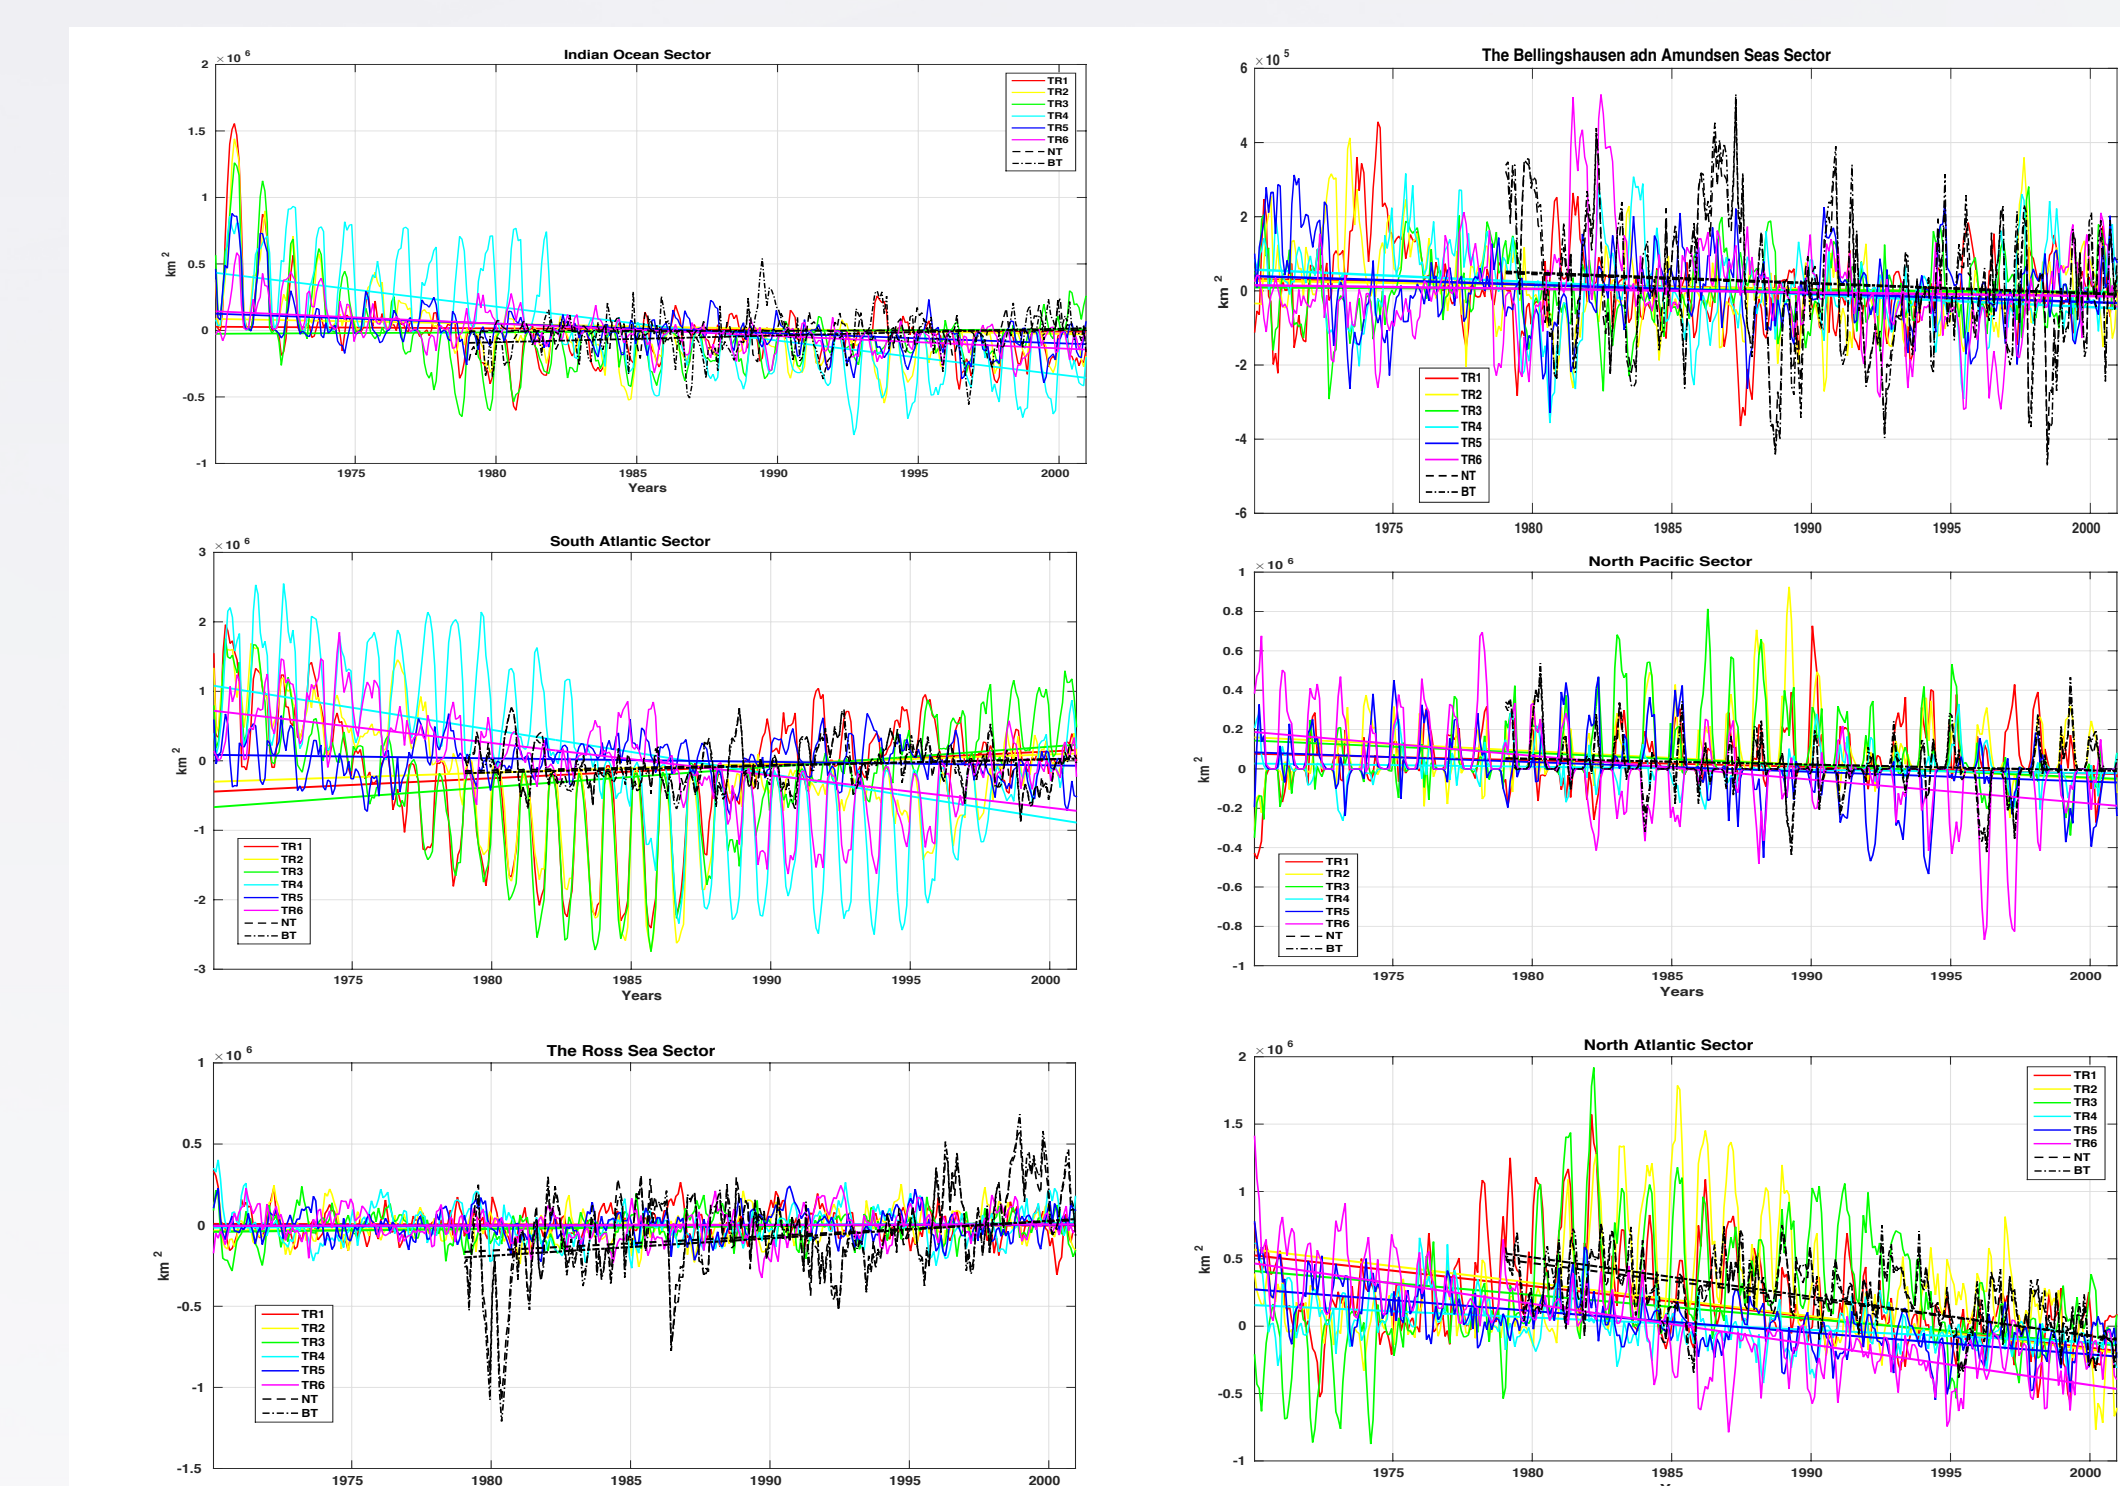 Indian Ocean Sector
× 10 6
2
1.5
1
0.5
0
-0.5
-1
km 2
1975 1980 1985 1990 1995 2000
Years
TR1
TR2
TR3
TR4
TR5
TR6
NT
BT
The Bellingshausen adn Amundsen Seas Sector
× 10 5
6
4
2
0
-2
-4
-6
km 2
1975 1980 1985 1990 1995 2000
TR1
TR2
TR3
TR4
TR5
TR6
NT
BT
South Atlantic Sector
× 10 6
3
2
1
0
-1
-2
-3
km 2
1975 1980 1985 1990 1995 2000
Years
TR1
TR2
TR3
TR4
TR5
TR6
NT
BT
North Pacific Sector
× 10 6
1
0.8
0.6
0.4
0.2
0
-0.2
-0.4
-0.6
-0.8
-1
km 2
1975 1980 1985 1990 1995 2000
Years
TR1
TR2
TR3
TR4
TR5
TR6
NT
BT
The Ross Sea Sector
× 10 6
1
0.5
0
-0.5
-1
-1.5
km 2
1975 1980 1985 1990 1995 2000
TR1
TR2
TR3
TR4
TR5
TR6
NT
BT
North Atlantic Sector
× 10 6
2
1.5
1
0.5
0
-0.5
-1
km 2
1975 1980 1985 1990 1995 2000
TR1
TR2
TR3
TR4
TR5
TR6
NT
BT